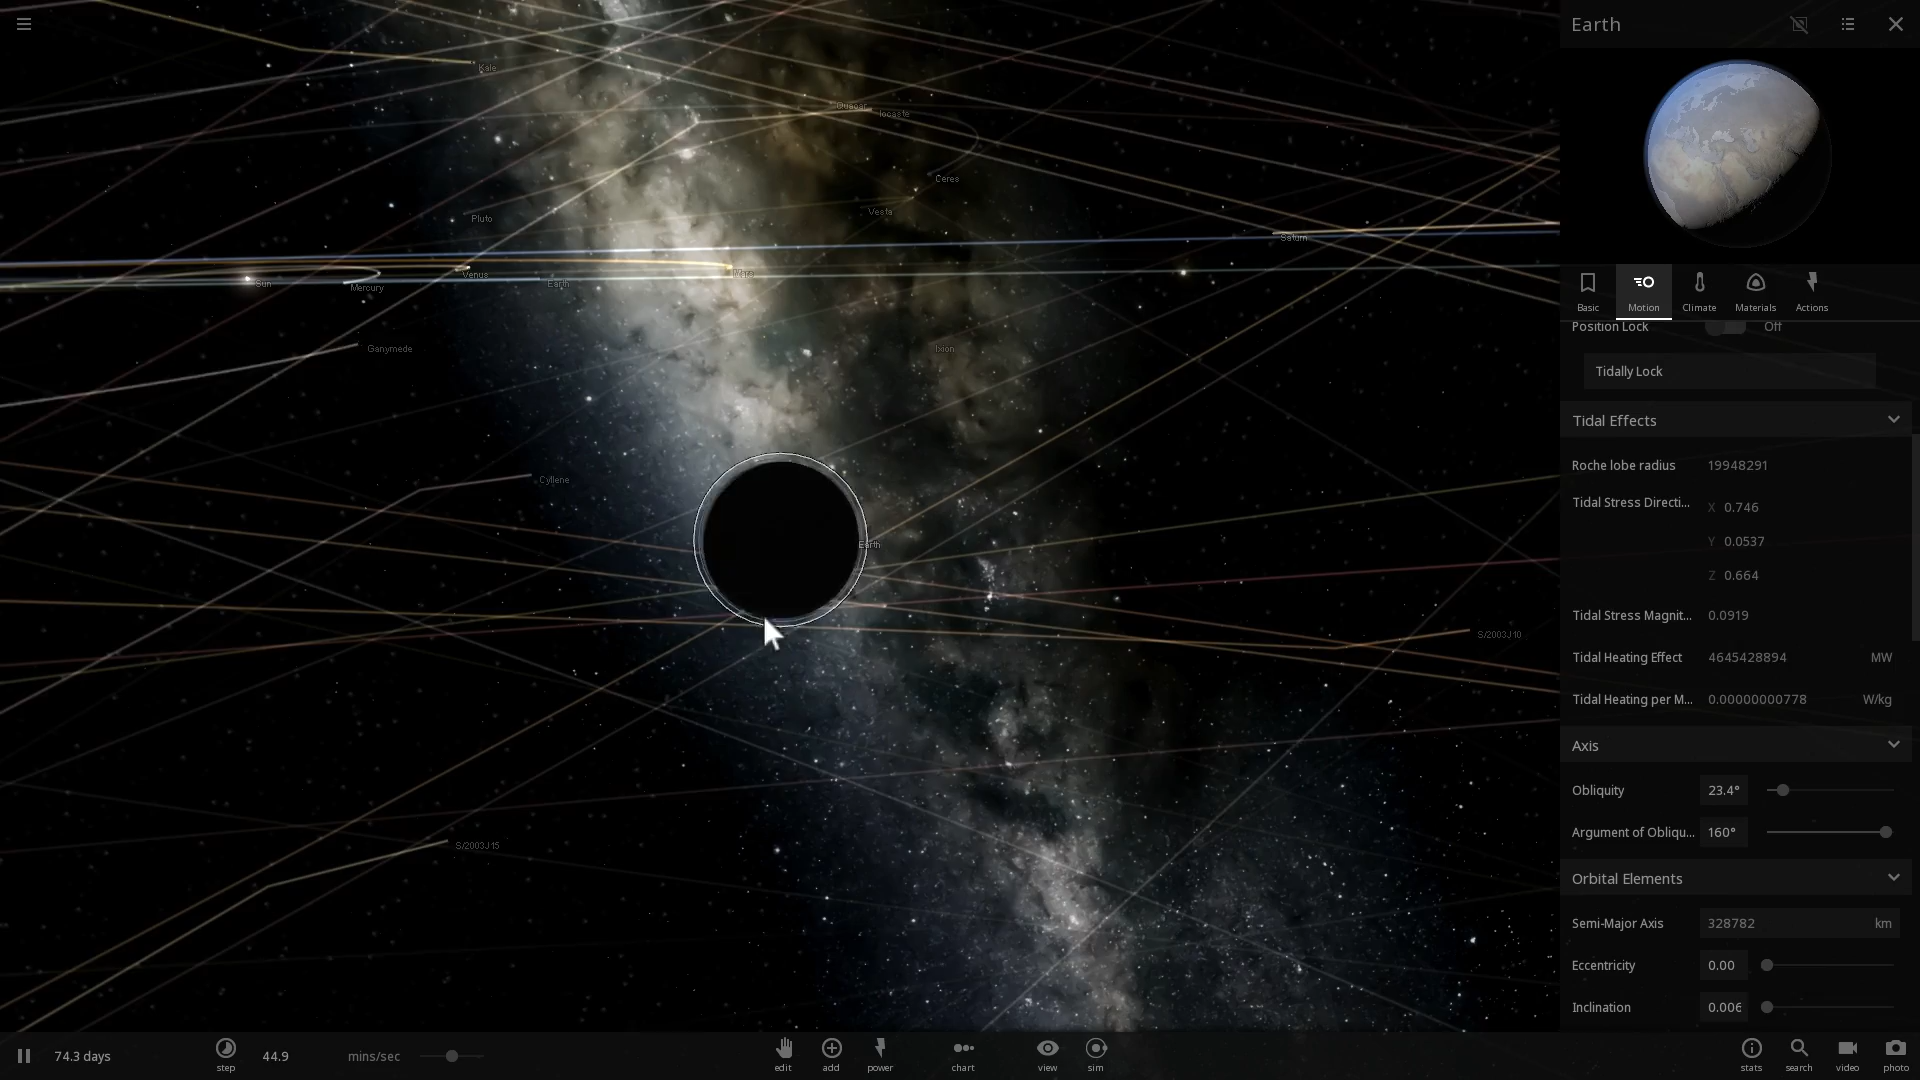 Earth
Kale
Quaoar
Iocaste
Ceres
Vesta
Pluto
Saturn
Sun
Mercury
Venus
Earth
Mars
Ganymede
Ixion
Cyllene
Earth
S/2003J10
S/2003J15
Basic
Motion
Climate
Materials
Actions
Position Lock Off
Tidally Lock
Tidal Effects
Roche lobe radius 19948291
Tidal Stress Directi... X 0.746
Y 0.0537
Z 0.664
Tidal Stress Magnit... 0.0919
Tidal Heating Effect 4645428894 MW
Tidal Heating per M... 0.00000000778 W/kg
Axis
Obliquity 23.4°
Argument of Obliqu... 160°
Orbital Elements
Semi-Major Axis 328782 km
Eccentricity 0.00
Inclination 0.006
74.3 days
step
44.9 mins/sec
edit
add
power
chart
view
sim
stats
search
video
photo